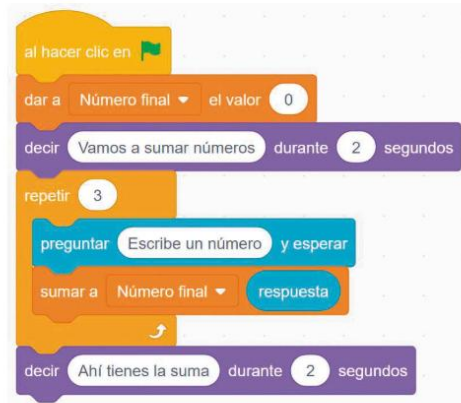 al hacer clic en
dar a Número final el valor 0
decir Vamos a sumar números durante 2 segundos
repetir 3
preguntar Escribe un número y esperar
sumar a Número final respuesta
decir Ahí tienes la suma durante 2 segundos